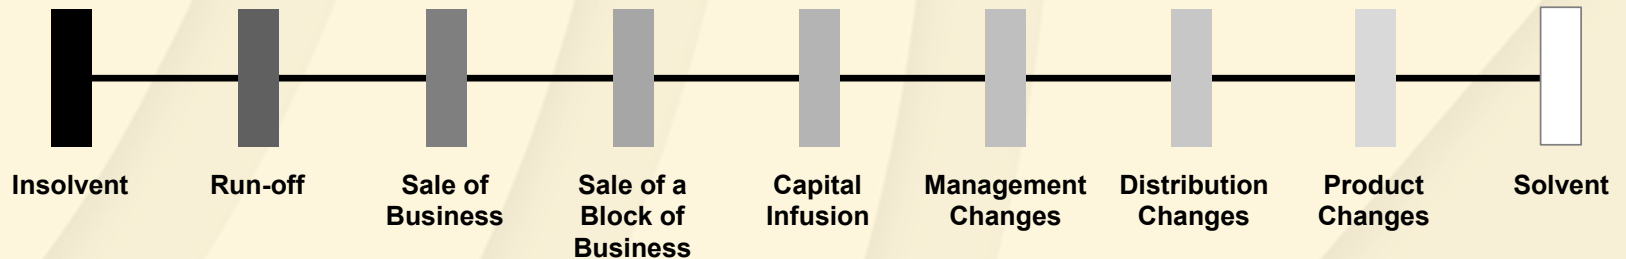 Insolvent
Run-off
Sale of
Business
Sale of a
Block of
Business
Capital
Infusion
Management
Changes
Distribution
Changes
Product
Changes
Solvent